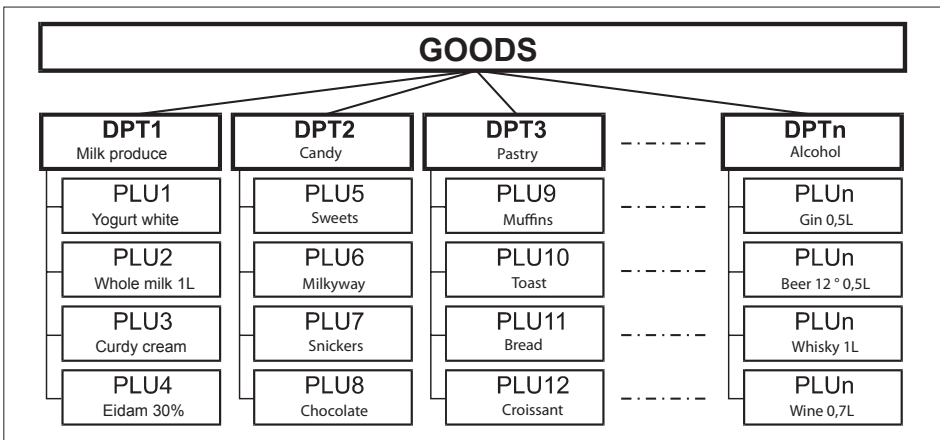 GOODS
DPT1
Milk produce
PLU1
Yogurt white
PLU2
Whole milk 1L
PLU3
Curdy cream
PLU4
Eidam 30%
DPT2
Candy
PLU5
Sweets
PLU6
Milkyway
PLU7
Snickers
PLU8
Chocolate
DPT3
Pastry
PLU9
Muffins
PLU10
Toast
PLU11
Bread
PLU12
Croissant
DPTn
Alcohol
PLUn
Gin 0,5L
PLUn
Beer 12 ° 0,5L
PLUn
Whisky 1L
PLUn
Wine 0,7L